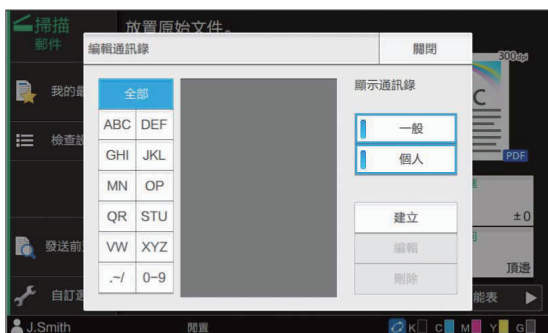 掃描
放置原始文件。
郵件
編輯通訊錄
關閉
300dpi
我的最
全部
顯示通訊錄
C
ABC DEF
一般
檢查設
GHI JKL
個人
PDF
MN OP
QR STU
建立
±0
發送前
VW XYZ
編輯
.~/ 0-9
刪除
頂邊
自訂選
能表
J.Smith
閒置
K C M Y G